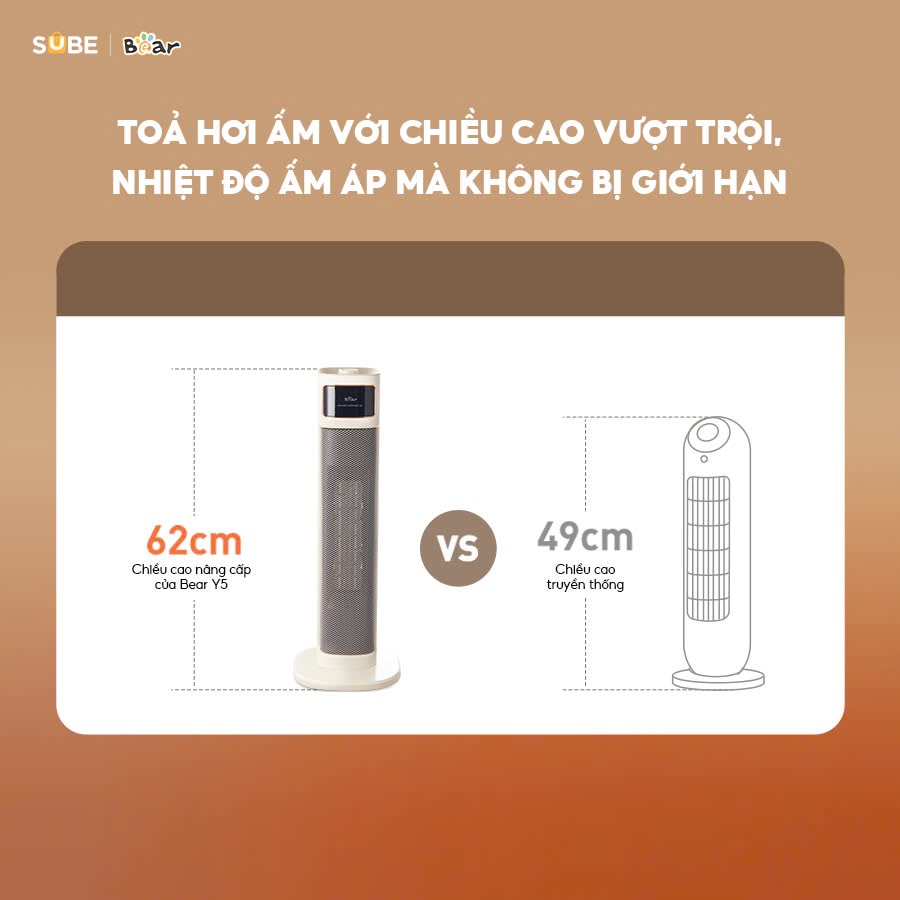 SUBE | Bear
TOẢ HƠI ẤM VỚI CHIỀU CAO VƯỢT TRỘI,
NHIỆT ĐỘ ẤM ÁP MÀ KHÔNG BỊ GIỚI HẠN
Bear
62cm
Chiều cao nâng cấp
của Bear Y5
VS
49cm
Chiều cao
truyền thống